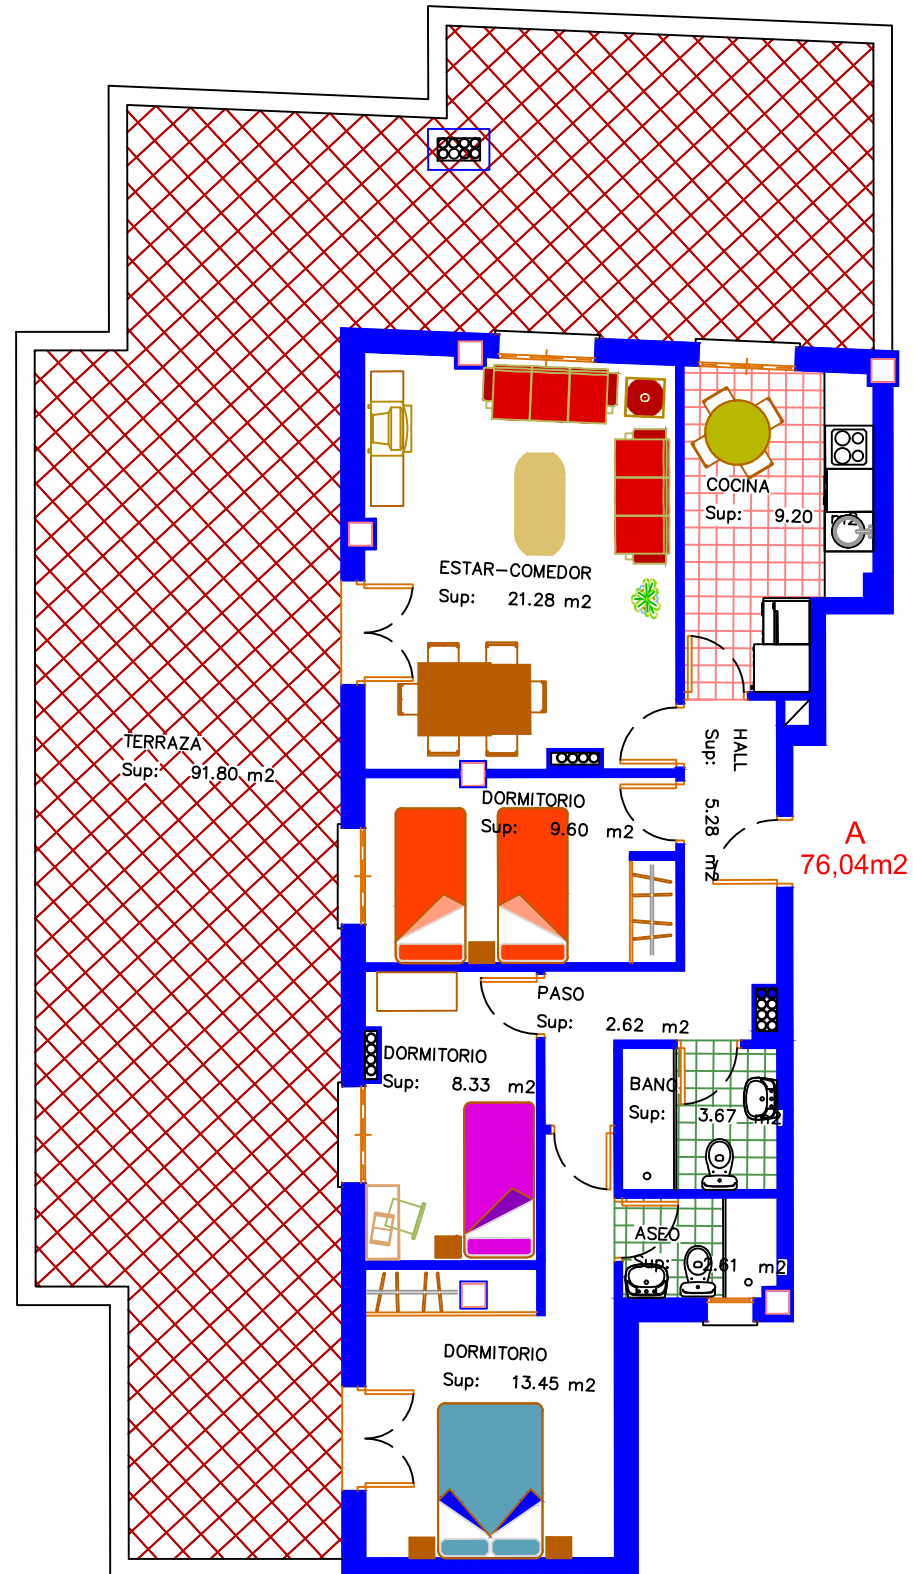 COCINA
Sup: 9.20 m2
ESTAR-COMEDOR
Sup: 21.28 m2
TERRAZA
Sup: 91.80 m2
HALL
Sup: 5.28 m2
DORMITORIO
Sup: 9.60 m2
A
76,04m2
PASO
Sup: 2.62 m2
DORMITORIO
Sup: 8.33 m2
BANO
Sup: 3.67 m2
ASEO
Sup: 2.61 m2
DORMITORIO
Sup: 13.45 m2